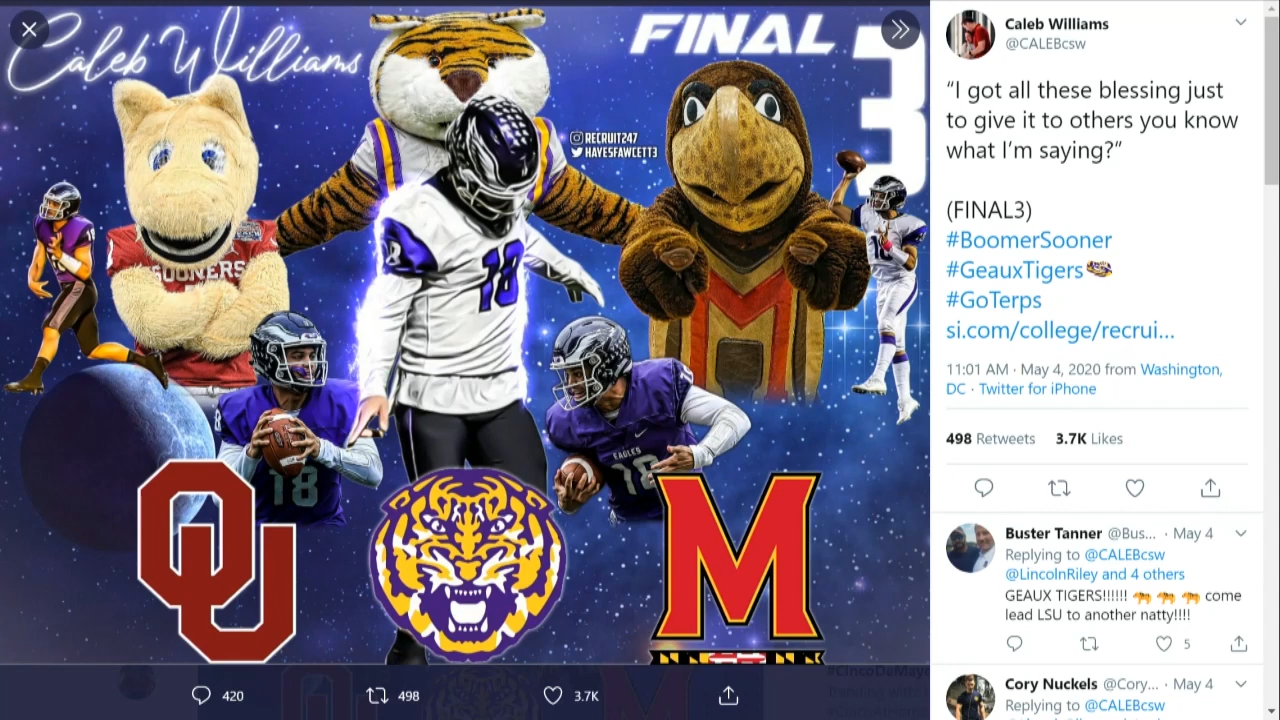 Caleb Williams
FINAL
3
RECRUIT247
HAYESFAWCETT3
SOONERS
18
18
EAGLES
18
18
OU
M
M
420
498
3.7K
Caleb Williams
@CALEBcsw
“I got all these blessing just
to give it to others you know
what I’m saying?”
(FINAL3)
#BoomerSooner
#GeauxTigers
#GoTerps
si.com/college/recrui...
11:01 AM · May 4, 2020 from Washington,
DC · Twitter for iPhone
498 Retweets 3.7K Likes
Buster Tanner @Bus... · May 4
Replying to @CALEBcsw
@LincolnRiley and 4 others
GEAUX TIGERS!!!!!! 🐅 🐅 🐅 come
lead LSU to another natty!!!!
5
Cory Nuckels @Cory... · May 4
Replying to @CALEBcsw